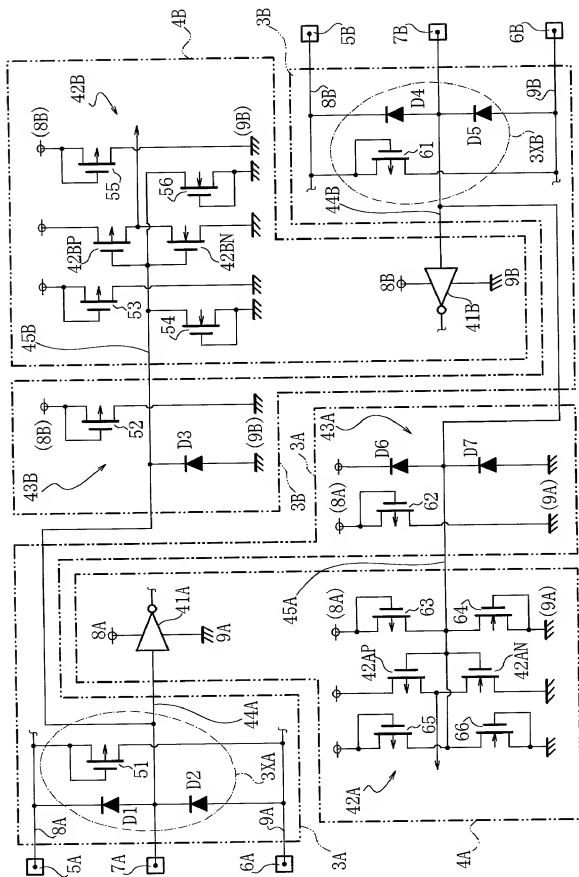 4B
3B
5B
7B
6B
42B
(8B)
(9B)
8B
9B
D4
D5
3XB
61
55
56
42BP
42BN
53
54
44B
8B
9B
41B
45B
(8B)
52
D3
(9B)
43B
3B
3A
43A
D6
D7
(8A)
62
(9A)
45A
8A
41A
9A
(8A)
63
64
(9A)
42AP
42AN
65
66
42A
44A
51
3XA
D1
D2
8A
9A
5A
7A
6A
3A
4A